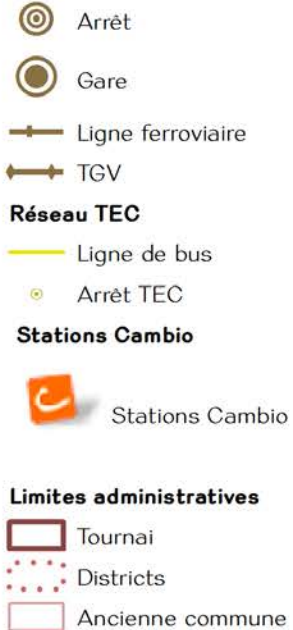 Arrêt
Gare
Ligne ferroviaire
TGV
Réseau TEC
Ligne de bus
Arrêt TEC
Stations Cambio
Stations Cambio
Limites administratives
Tournai
Districts
Ancienne commune